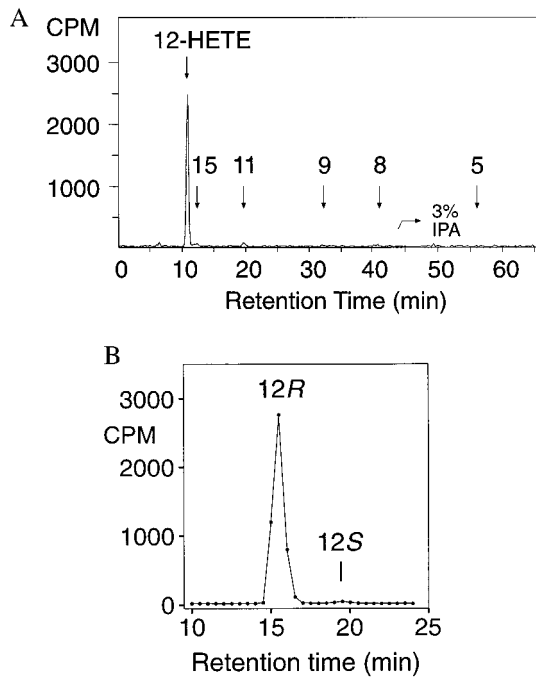 A
CPM
12-HETE
3000
2000
1000
15 11 9 8 5
3%
IPA
0 10 20 30 40 50 60
Retention Time (min)
B
12R
3000
CPM
2000
1000
12S
0
10 15 20 25
Retention time (min)